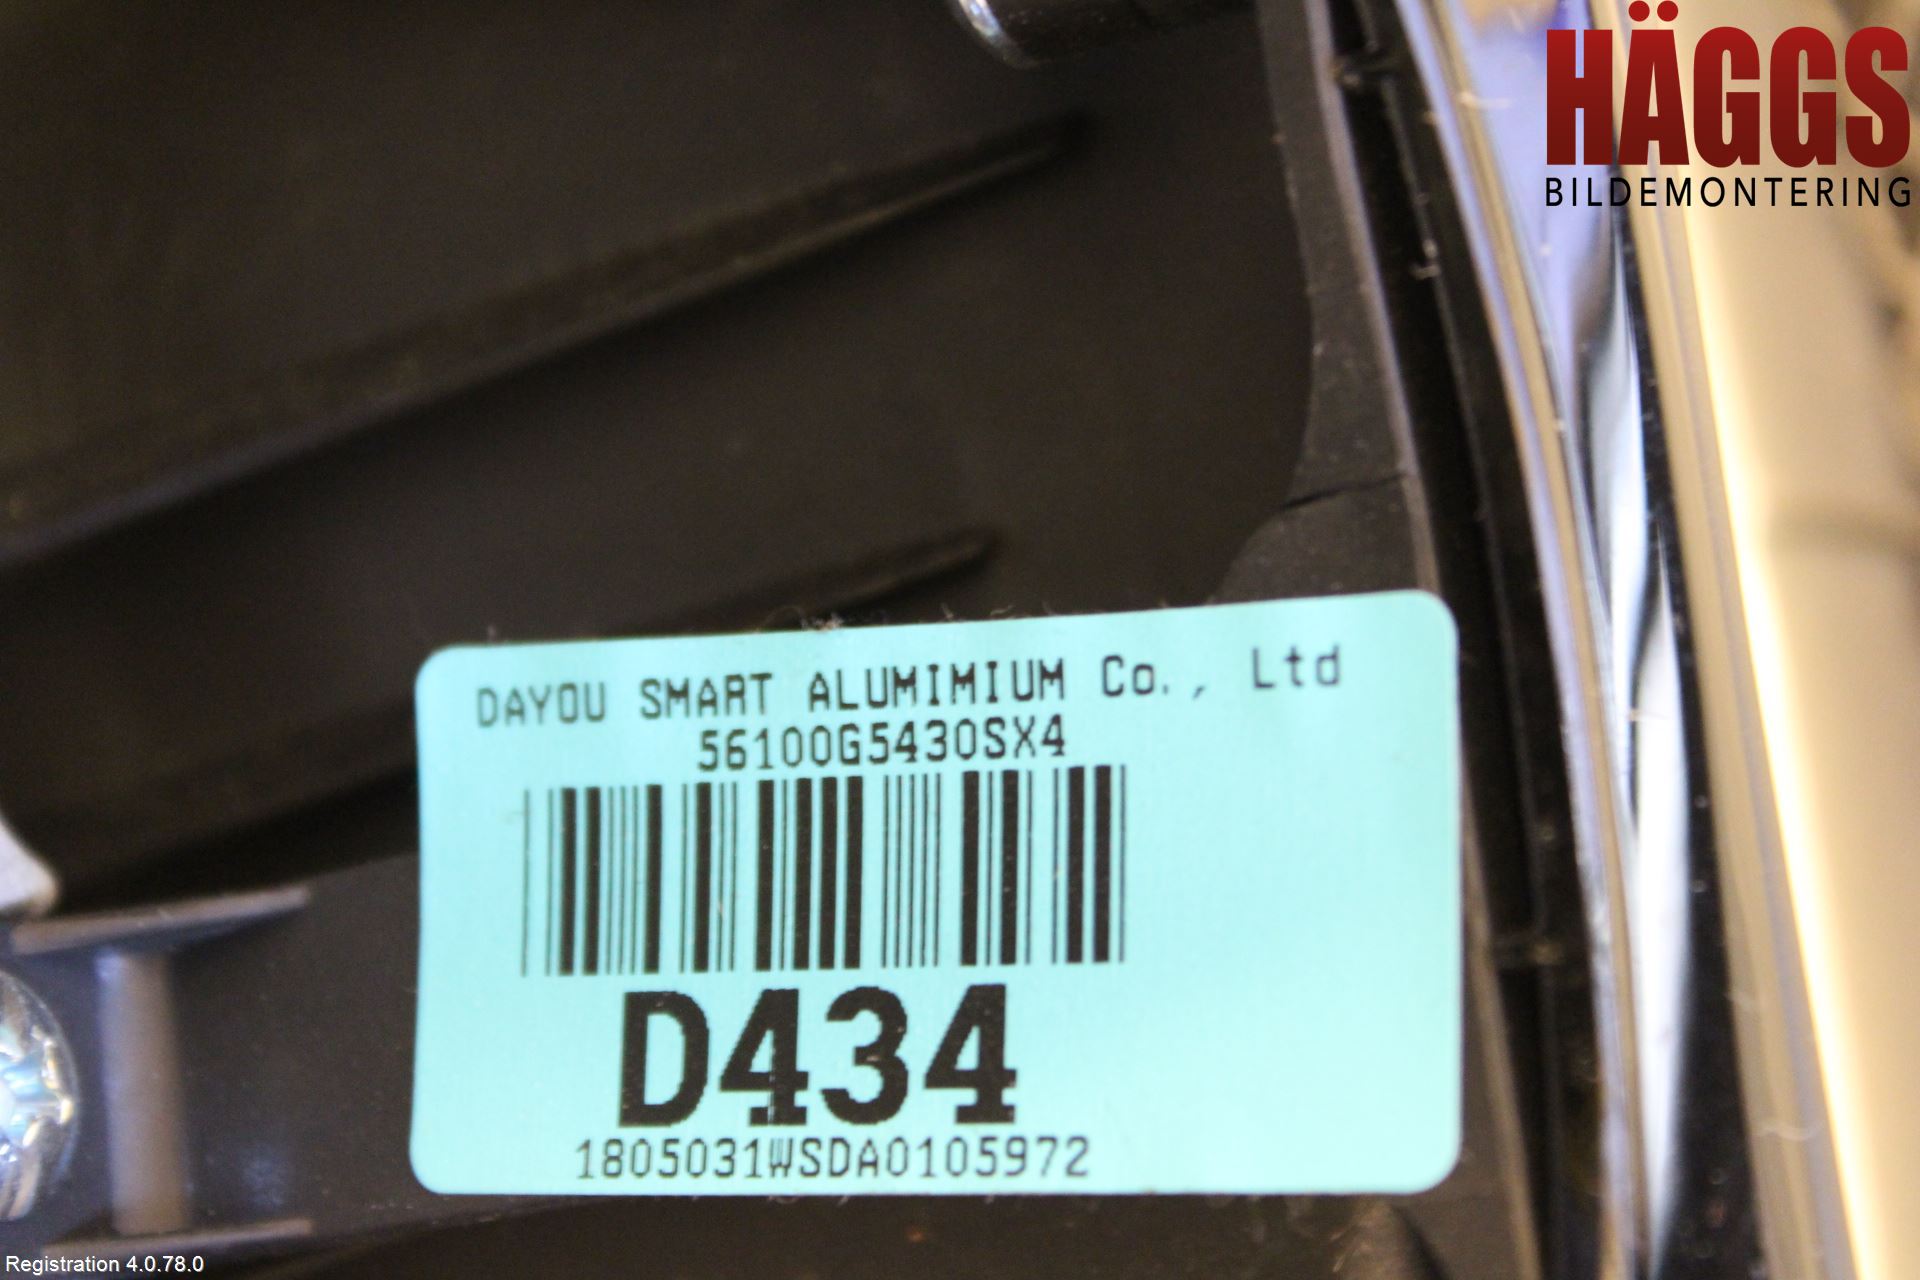 HÄGGS
BILDEMONTERING
DAYOU SMART ALUMIMIUM Co., Ltd
56100G5430SX4
D434
1805031WSDA0105972
Registration 4.0.78.0